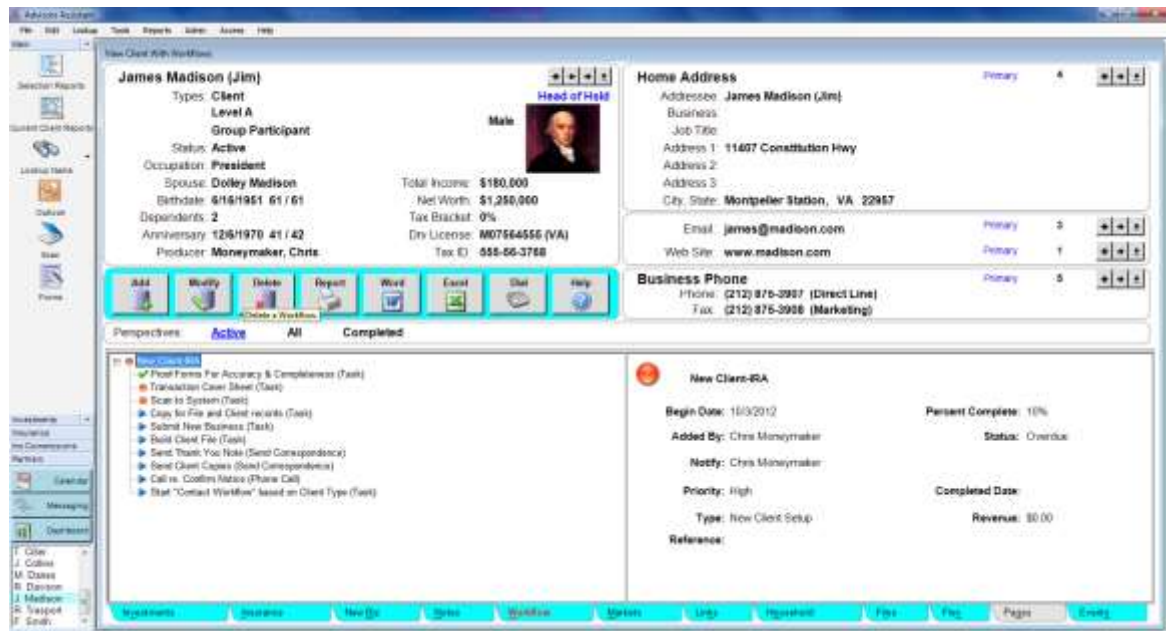 Advisors Assistant
File Edit Lookup Tools Reports Admin Access Help
New Client With Workflows
Selection Reports
Current Client Reports
Lookup Name
Outlook
Scan
Forms
Investments
Insurance
Ins Commissions
Partners
Calendar
Messaging
Dashboard
J. Collins
M. Daines
R. Davison
J. Madison
F. Smith
James Madison (Jim)
Head of Hshld
Types: Client
Level A
Group Participant
Male
Status: Active
Occupation: President
Spouse: Dolley Madison
Total Income: $180,000
Birthdate: 6/16/1951 61 / 61
Net Worth: $1,250,000
Dependents: 2
Tax Bracket: 0%
Anniversary: 12/6/1970 41 / 42
Drv License: M07564555 (VA)
Producer: Moneymaker, Chris
Tax ID: 555-56-3768
Home Address Primary 4
Addressee: James Madison (Jim)
Business:
Job Title:
Address 1: 11407 Constitution Hwy
Address 2:
Address 3:
City, State: Montpelier Station, VA 22957
Email: james@madison.com Primary 3
Web Site: www.madison.com Primary 1
Business Phone Primary 5
Phone: (212) 875-3907 (Direct Line)
Fax: (212) 875-3908 (Marketing)
Add Modify Delete Report Word Excel Dial Help
Delete a Workflow.
Perspectives: Active All Completed
New Client-IRA
Proof Forms For Accuracy & Completeness (Task)
Transaction Cover Sheet (Task)
Scan to System (Task)
Copy for File and Client records (Task)
Submit New Business (Task)
Build Client File (Task)
Send Thank You Note (Send Correspondence)
Send Client Copies (Send Correspondence)
Call re. Confirm Notice (Phone Call)
Start "Contact Workflow" based on Client Type (Task)
New Client-IRA
Begin Date: 10/3/2012
Percent Complete: 10%
Added By: Chris Moneymaker
Status: Overdue
Notify: Chris Moneymaker
Priority: High
Completed Date:
Type: New Client Setup
Revenue: $0.00
Reference:
Investments Insurance New Biz Notes Workflow Markets Links Household Files Pages Events